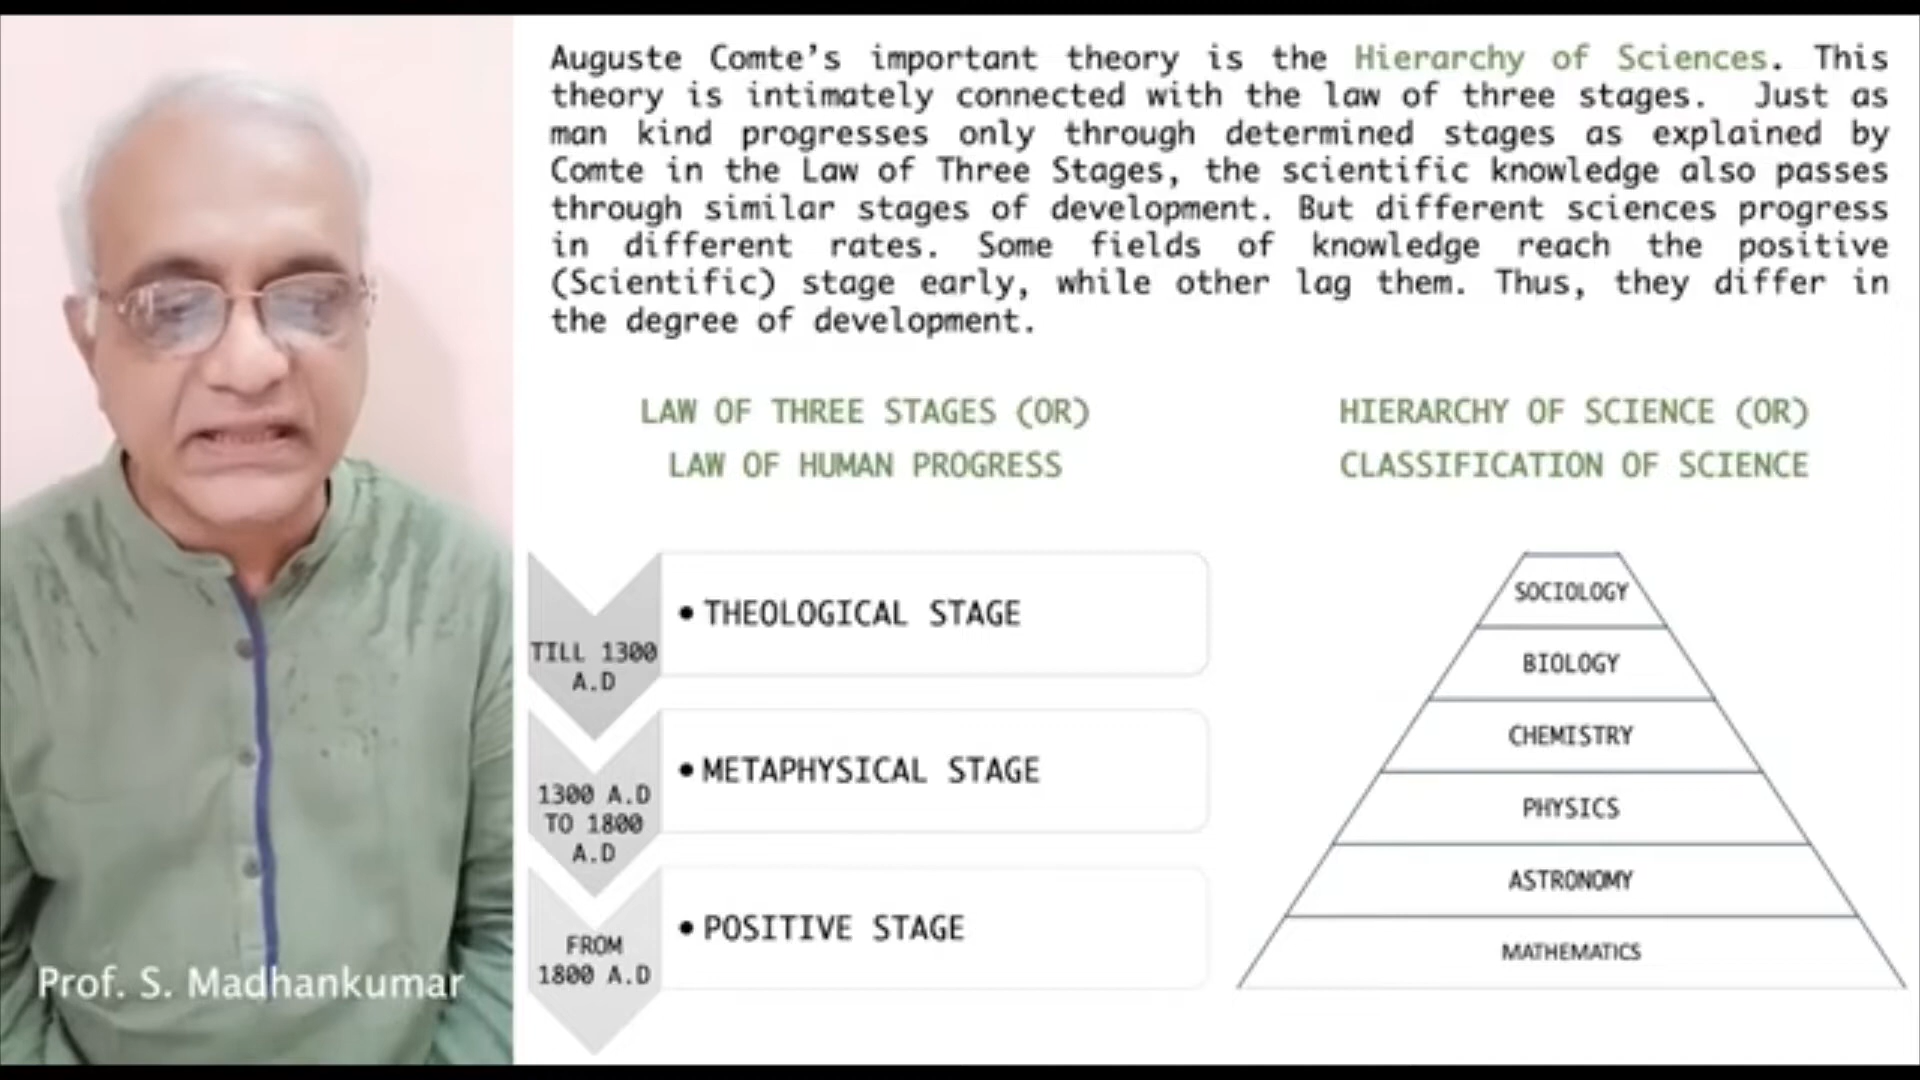 Auguste Comte's important theory is the Hierarchy of Sciences. This
theory is intimately connected with the law of three stages. Just as
man kind progresses only through determined stages as explained by
Comte in the Law of Three Stages, the scientific knowledge also passes
through similar stages of development. But different sciences progress
in different rates. Some fields of knowledge reach the positive
(Scientific) stage early, while other lag them. Thus, they differ in
the degree of development.
LAW OF THREE STAGES (OR)
LAW OF HUMAN PROGRESS
TILL 1300
A.D
• THEOLOGICAL STAGE
1300 A.D
TO 1800
A.D
• METAPHYSICAL STAGE
FROM
1800 A.D
• POSITIVE STAGE
HIERARCHY OF SCIENCE (OR)
CLASSIFICATION OF SCIENCE
SOCIOLOGY
BIOLOGY
CHEMISTRY
PHYSICS
ASTRONOMY
MATHEMATICS
Prof. S. Madhankumar